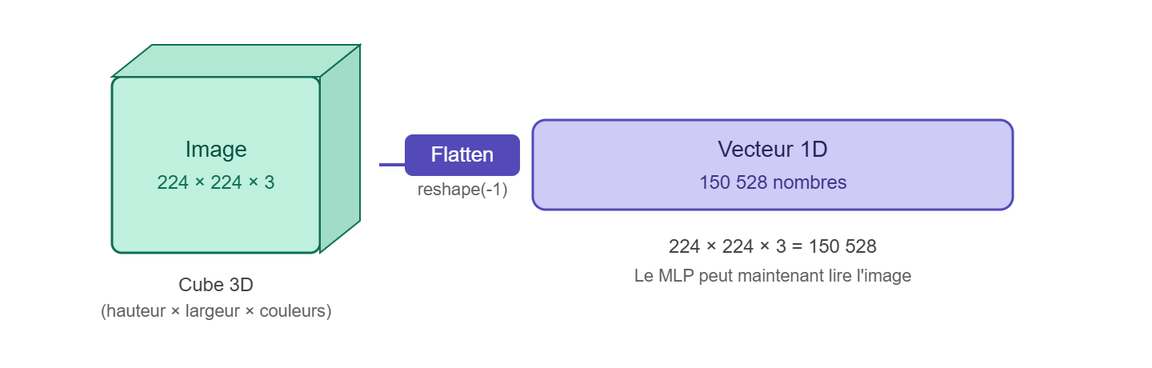 Image
224 × 224 × 3
Cube 3D
(hauteur × largeur × couleurs)
Flatten
reshape(-1)
Vecteur 1D
150 528 nombres
224 × 224 × 3 = 150 528
Le MLP peut maintenant lire l'image